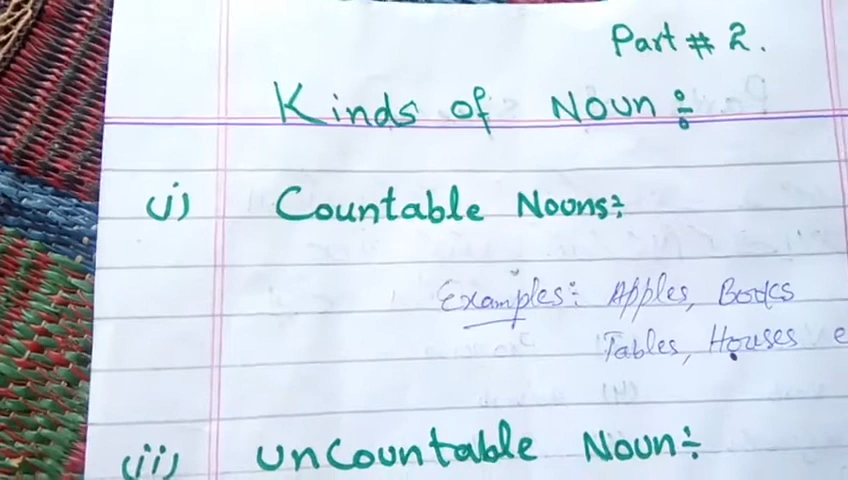 Part # 2.
Kinds of Noun:
(i) Countable Nouns:
Examples: Apples, Books
Tables, Houses e
(ii) Uncountable Noun: